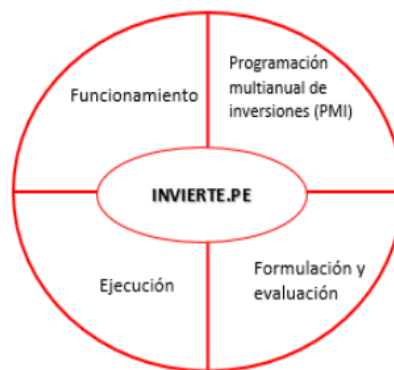 Funcionamiento
Programación
multianual de
inversiones (PMI)
INVIERTE.PE
Ejecución
Formulación y
evaluación